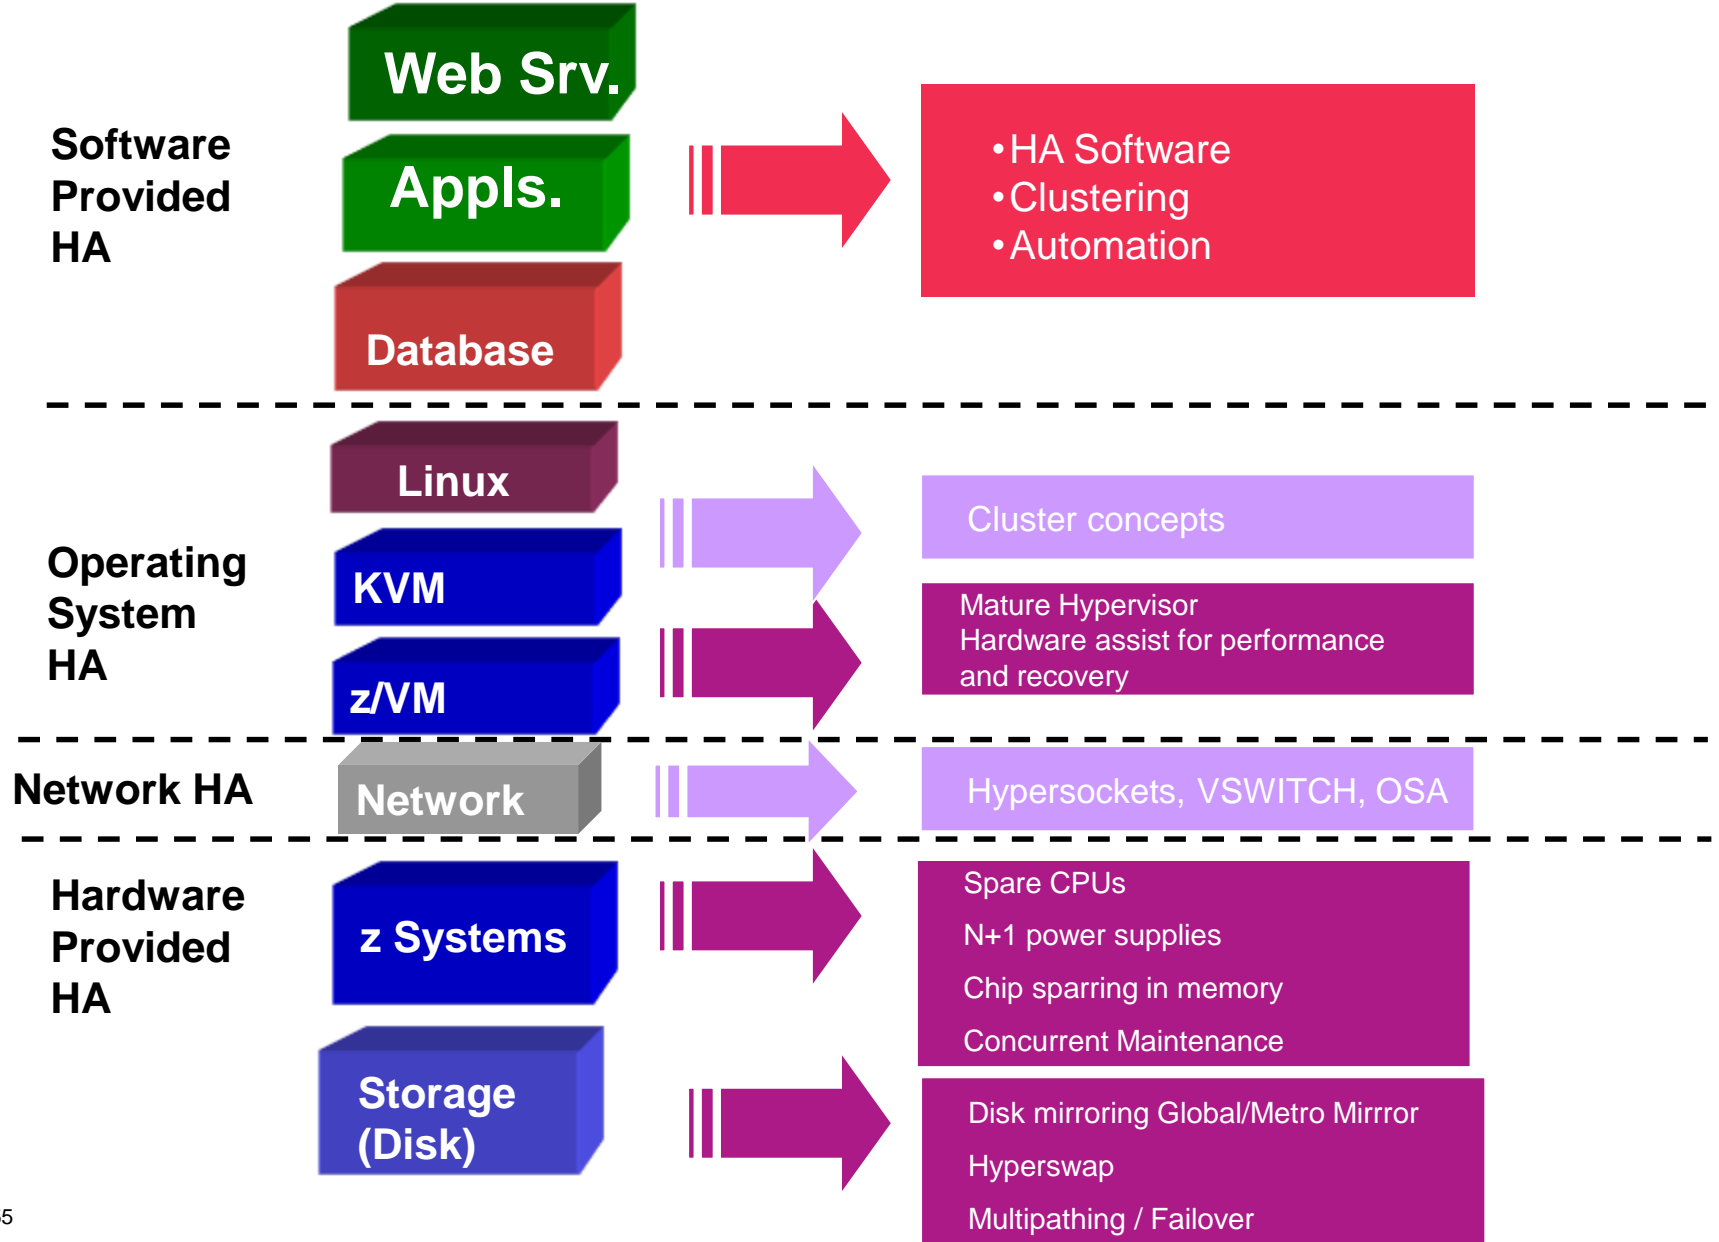 Web Srv.
Software
Provided
HA
Appls.
Database
•HA Software
•Clustering
•Automation
Operating
System
HA
Linux
KVM
z/VM
Cluster concepts
Mature Hypervisor
Hardware assist for performance
and recovery
Network HA
Network
Hypersockets, VSWITCH, OSA
Hardware
Provided
HA
z Systems
Spare CPUs
N+1 power supplies
Chip sparring in memory
Concurrent Maintenance
Storage
(Disk)
Disk mirroring Global/Metro Mirrror
Hyperswap
Multipathing / Failover